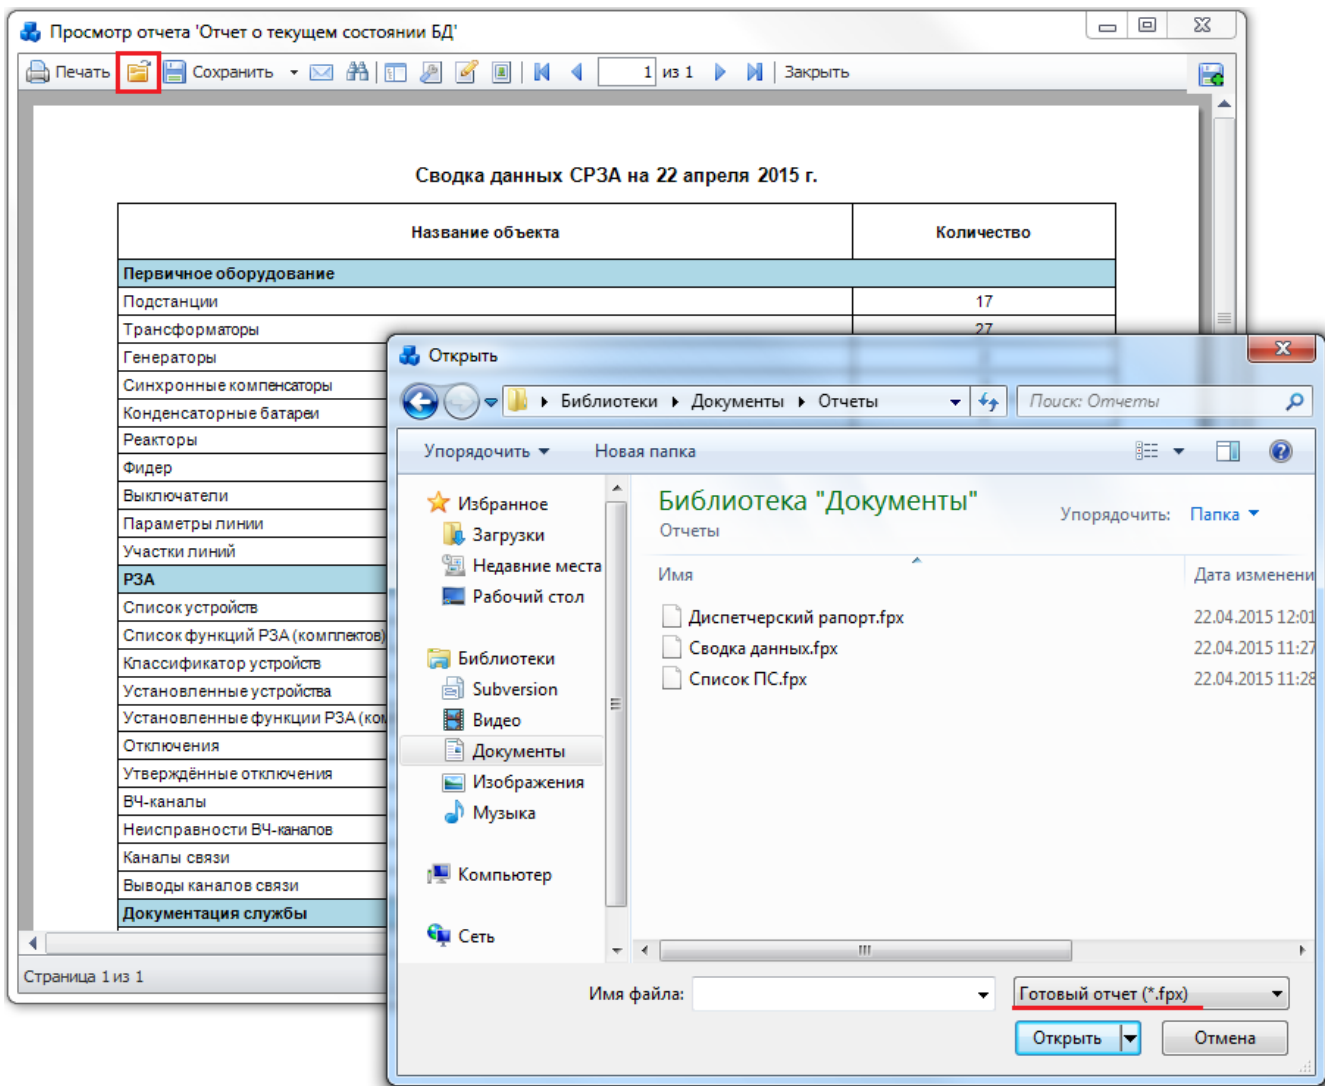 Просмотр отчета 'Отчет о текущем состоянии БД'
Печать Сохранить 1 из 1 Закрыть
Сводка данных СРЗА на 22 апреля 2015 г.
Название объекта Количество
Первичное оборудование
Подстанции 17
Трансформаторы 27
Генераторы
Синхронные компенсаторы
Конденсаторные батареи
Реакторы
Фидер
Выключатели
Параметры линии
Участки линий
РЗА
Список устройств
Список функций РЗА (комплектов)
Классификатор устройств
Установленные устройства
Установленные функции РЗА (ком
Отключения
Утверждённые отключения
ВЧ-каналы
Неисправности ВЧ-каналов
Каналы связи
Выводы каналов связи
Документация службы
Страница 1 из 1
Открыть
Библиотеки Документы Отчеты Поиск: Отчеты
Упорядочить Новая папка
Избранное
Загрузки
Недавние места
Рабочий стол
Библиотеки
Subversion
Видео
Документы
Изображения
Музыка
Компьютер
Сеть
Библиотека "Документы"
Отчеты
Упорядочить: Папка
Имя Дата изменени
Диспетчерский рапорт.fpx 22.04.2015 12:01
Сводка данных.fpx 22.04.2015 11:27
Список ПС.fpx 22.04.2015 11:28
Имя файла: Готовый отчет (*.fpx)
Открыть Отмена